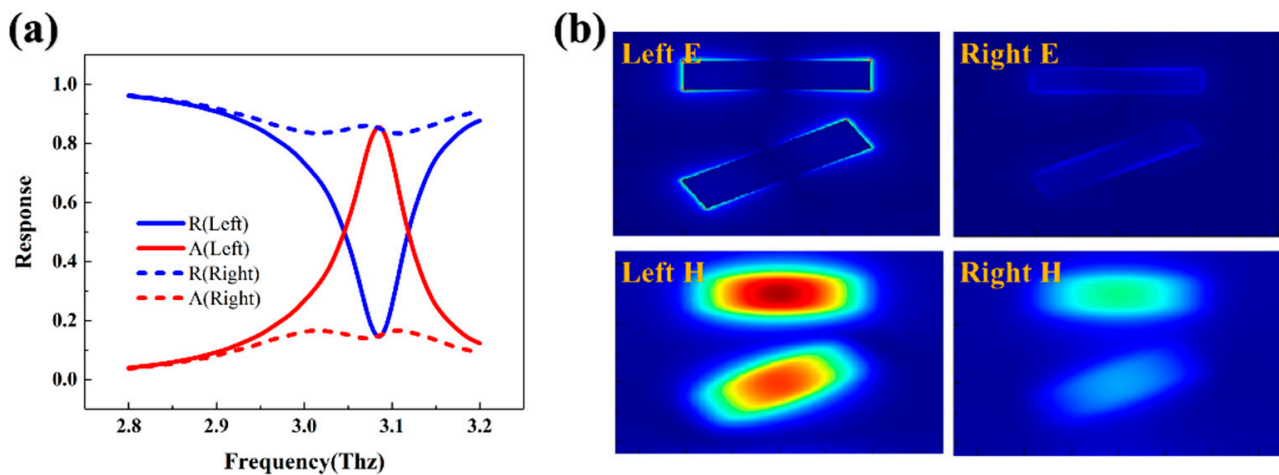 (a)
1.0
0.8
0.6
0.4
0.2
0.0
Response
R(Left)
A(Left)
R(Right)
A(Right)
2.8 2.9 3.0 3.1 3.2
Frequency(Thz)
(b)
Left E
Right E
Left H
Right H